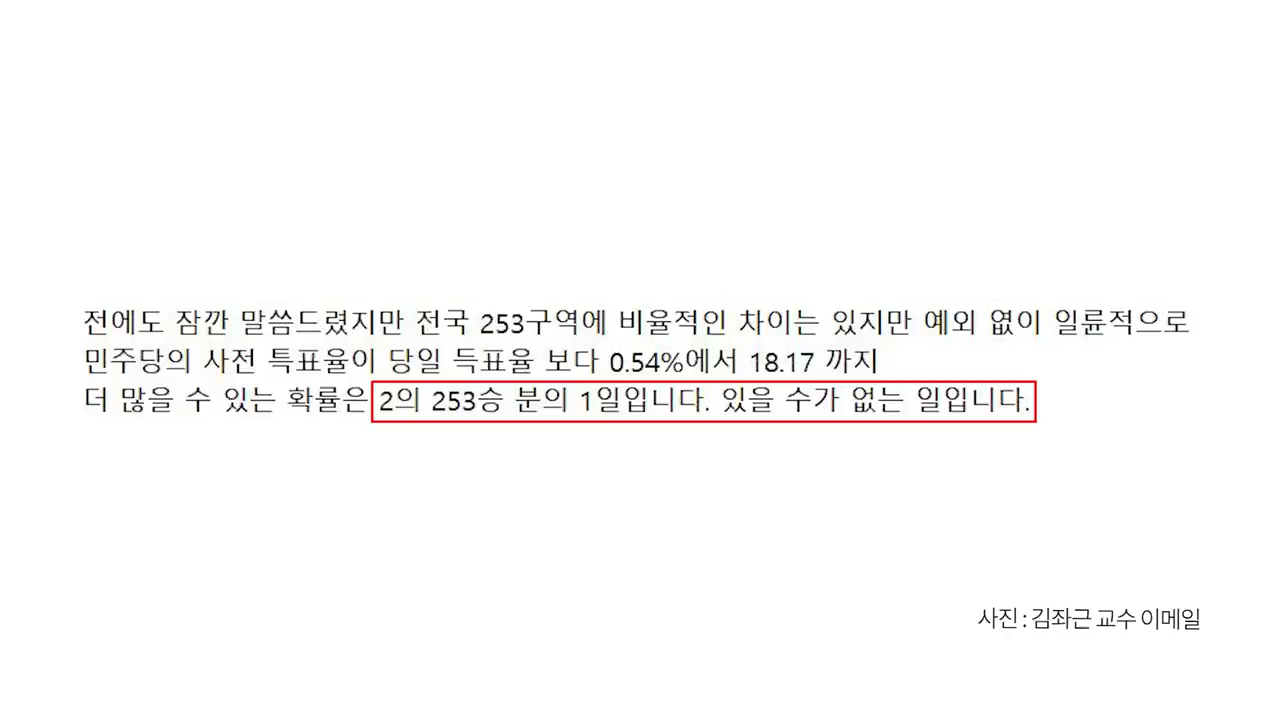 전에도 잠깐 말씀드렸지만 전국 253구역에 비율적인 차이는 있지만 예외 없이 일륜적으로
민주당의 사전 특표율이 당일 득표율 보다 0.54%에서 18.17 까지
더 많을 수 있는 확률은 2의 253승 분의 1일입니다. 있을 수가 없는 일입니다.
사진 : 김좌근 교수 이메일